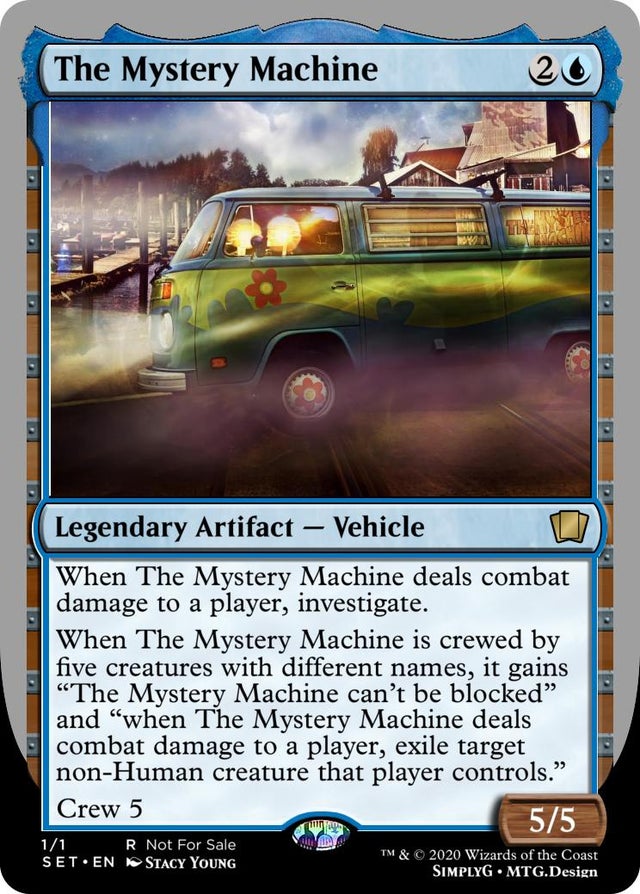 The Mystery Machine 2
Legendary Artifact — Vehicle
When The Mystery Machine deals combat
damage to a player, investigate.
When The Mystery Machine is crewed by
five creatures with different names, it gains
“The Mystery Machine can’t be blocked”
and “when The Mystery Machine deals
combat damage to a player, exile target
non-Human creature that player controls.”
Crew 5
5/5
1/1 R Not For Sale
SET • EN Stacy Young
™ & © 2020 Wizards of the Coast
SimplyG • MTG.Design